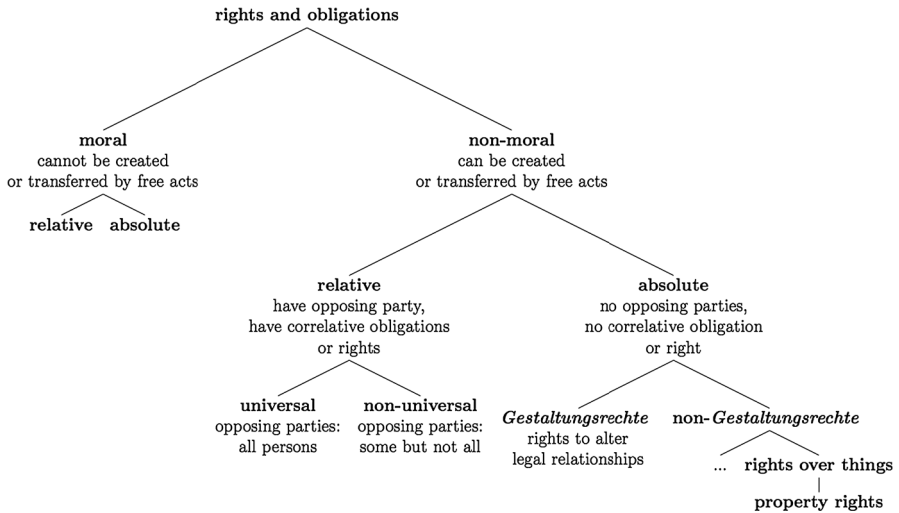 rights and obligations
moral
cannot be created
or transferred by free acts
non-moral
can be created
or transferred by free acts
relative absolute
relative
have opposing party,
have correlative obligations
or rights
absolute
no opposing parties,
no correlative obligation
or right
universal
opposing parties:
all persons
non-universal
opposing parties:
some but not all
Gestaltungsrechte
rights to alter
legal relationships
non-Gestaltungsrechte
... rights over things
property rights